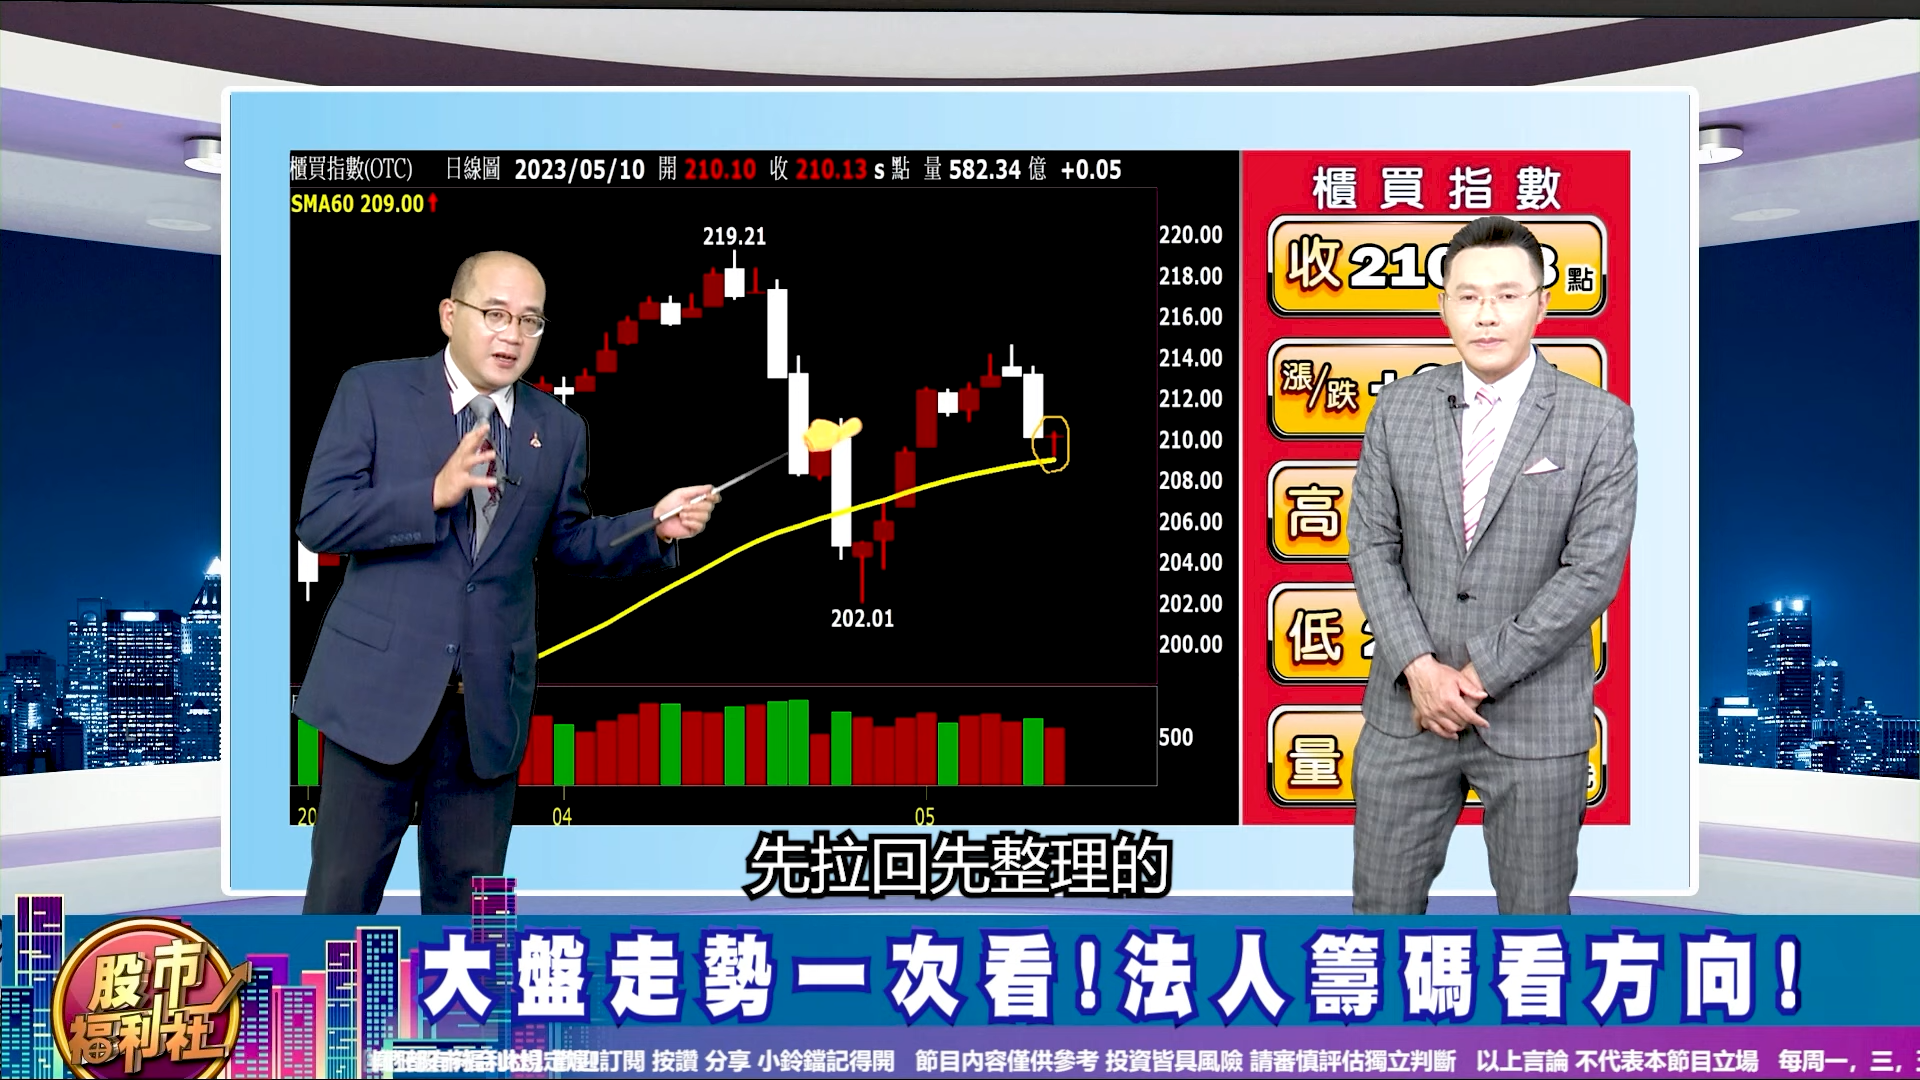 櫃買指數(OTC) 日線圖 2023/05/10 開 210.10 收 210.13 s 點 量 582.34 億 +0.05
SMA60 209.00
219.21
202.01
220.00
218.00
216.00
214.00
212.00
210.00
208.00
206.00
204.00
202.00
200.00
500
04
05
櫃買指數
收 點
漲/跌
高
低
量
先拉回先整理的
大盤走勢一次看!法人籌碼看方向!
股市福利社
訂閱 按讚 分享 小鈴鐺記得開 節目內容僅供參考 投資皆具風險 請審慎評估獨立判斷 以上言論 不代表本節目立場 每周一, 三,